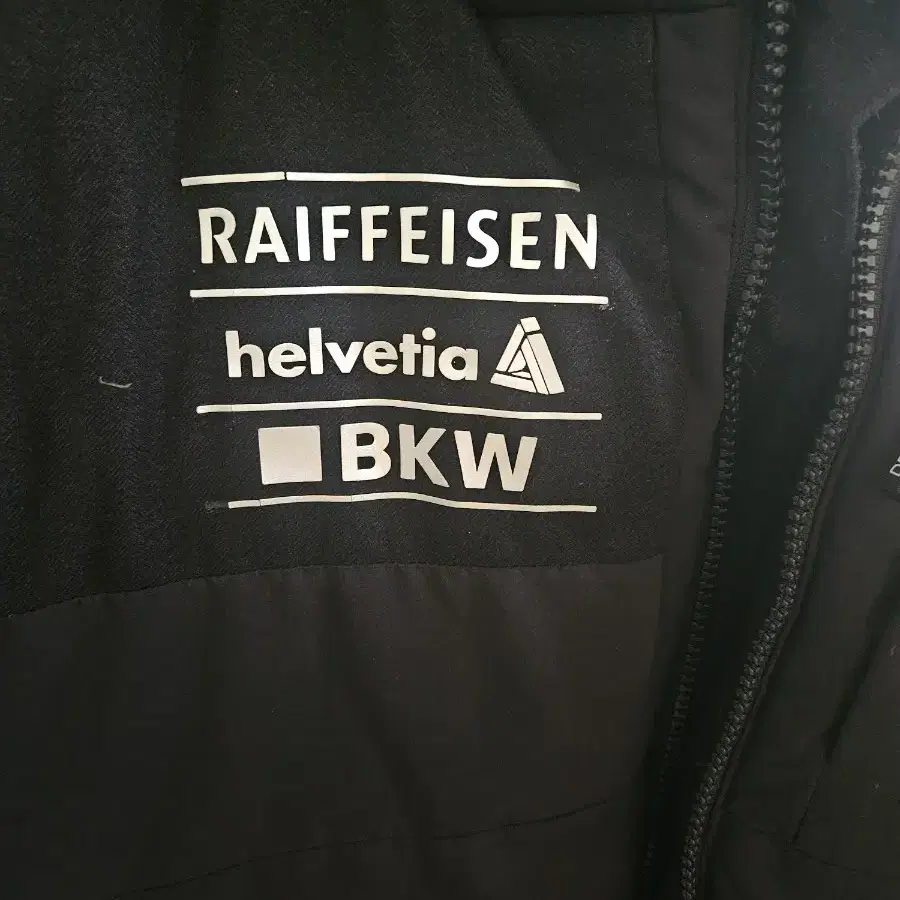 RAIFFEISEN
helvetia
BKW